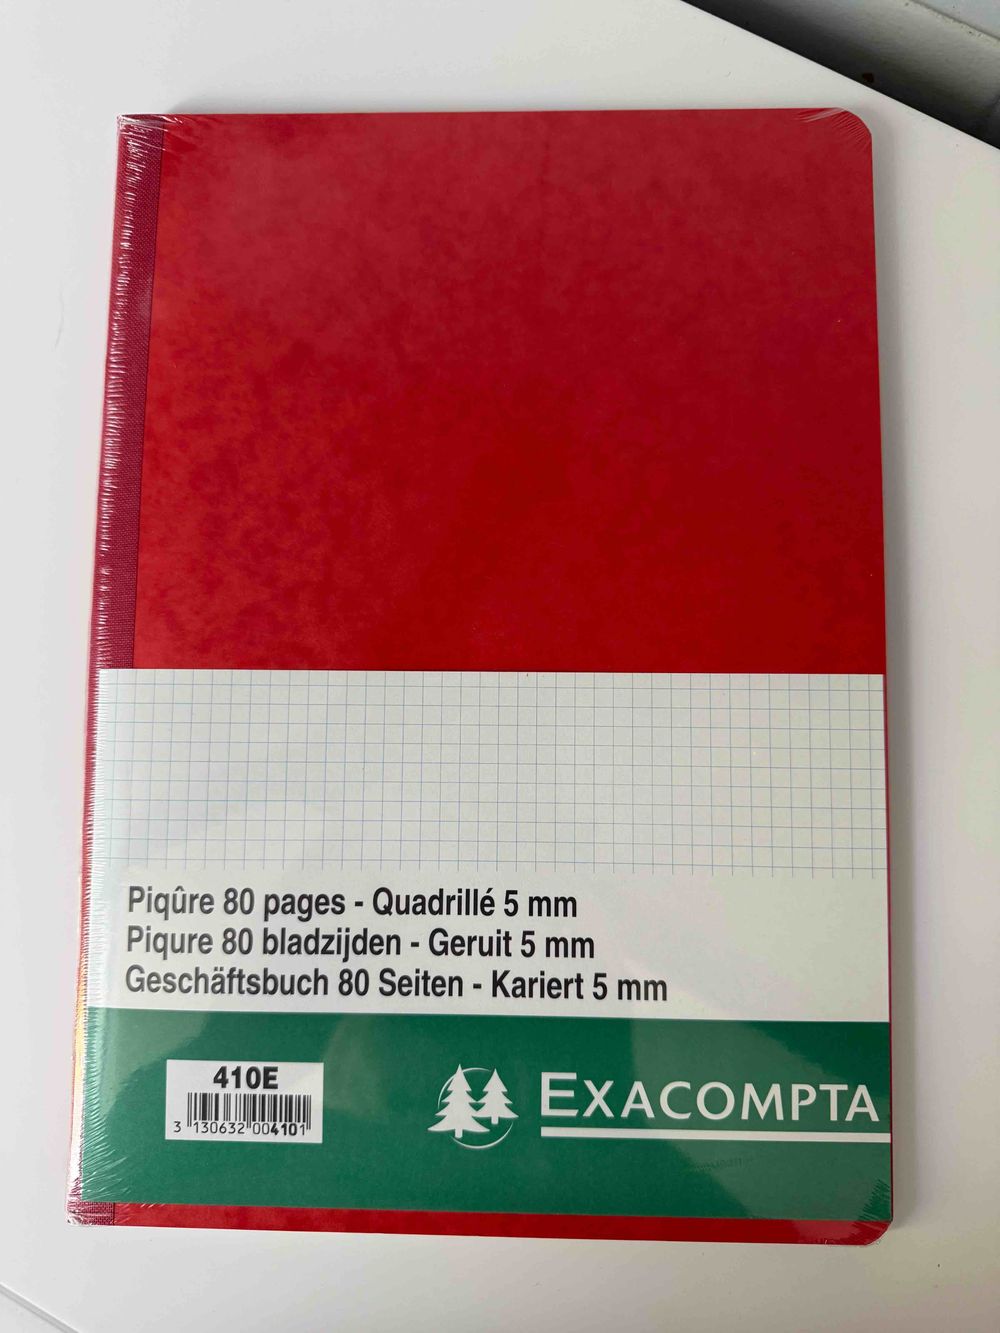 Piqûre 80 pages - Quadrillé 5 mm
Piqure 80 bladzijden - Geruit 5 mm
Geschäftsbuch 80 Seiten - Kariert 5 mm
410E
3 130632 004101
EXACOMPTA